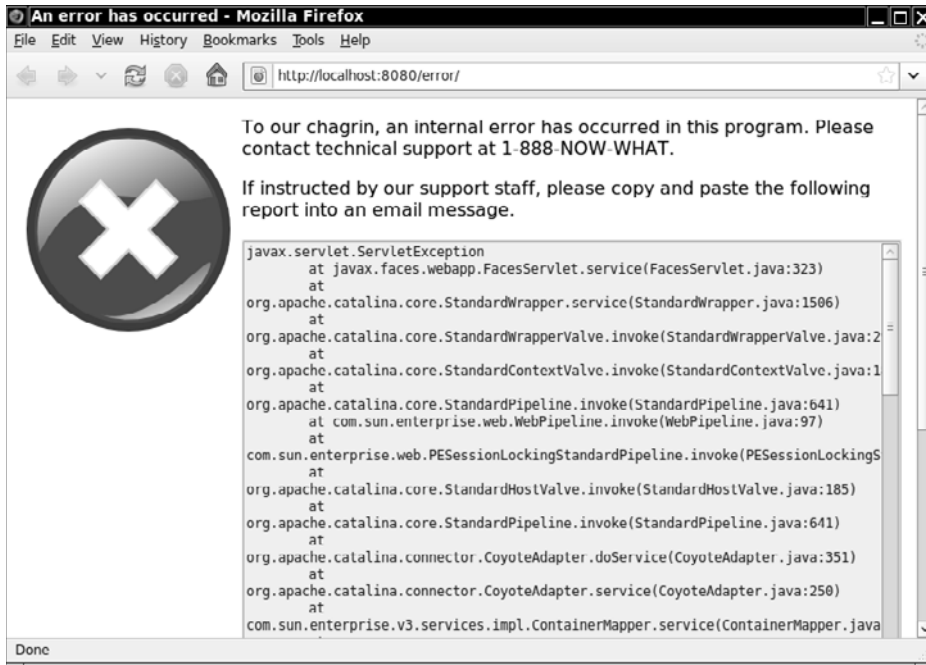 An error has occurred - Mozilla Firefox
File Edit View History Bookmarks Tools Help
http://localhost:8080/error/
To our chagrin, an internal error has occurred in this program. Please
contact technical support at 1-888-NOW-WHAT.
If instructed by our support staff, please copy and paste the following
report into an email message.
javax.servlet.ServletException
at javax.faces.webapp.FacesServlet.service(FacesServlet.java:323)
at
org.apache.catalina.core.StandardWrapper.service(StandardWrapper.java:1506)
at
org.apache.catalina.core.StandardWrapperValve.invoke(StandardWrapperValve.java:2
at
org.apache.catalina.core.StandardContextValve.invoke(StandardContextValve.java:1
at
org.apache.catalina.core.StandardPipeline.invoke(StandardPipeline.java:641)
at com.sun.enterprise.web.WebPipeline.invoke(WebPipeline.java:97)
at
com.sun.enterprise.web.PESessionLockingStandardPipeline.invoke(PESessionLockingS
at
org.apache.catalina.core.StandardHostValve.invoke(StandardHostValve.java:185)
at
org.apache.catalina.core.StandardPipeline.invoke(StandardPipeline.java:641)
at
org.apache.catalina.connector.CoyoteAdapter.doService(CoyoteAdapter.java:351)
at
org.apache.catalina.connector.CoyoteAdapter.service(CoyoteAdapter.java:250)
at
com.sun.enterprise.v3.services.impl.ContainerMapper.service(ContainerMapper.java
Done